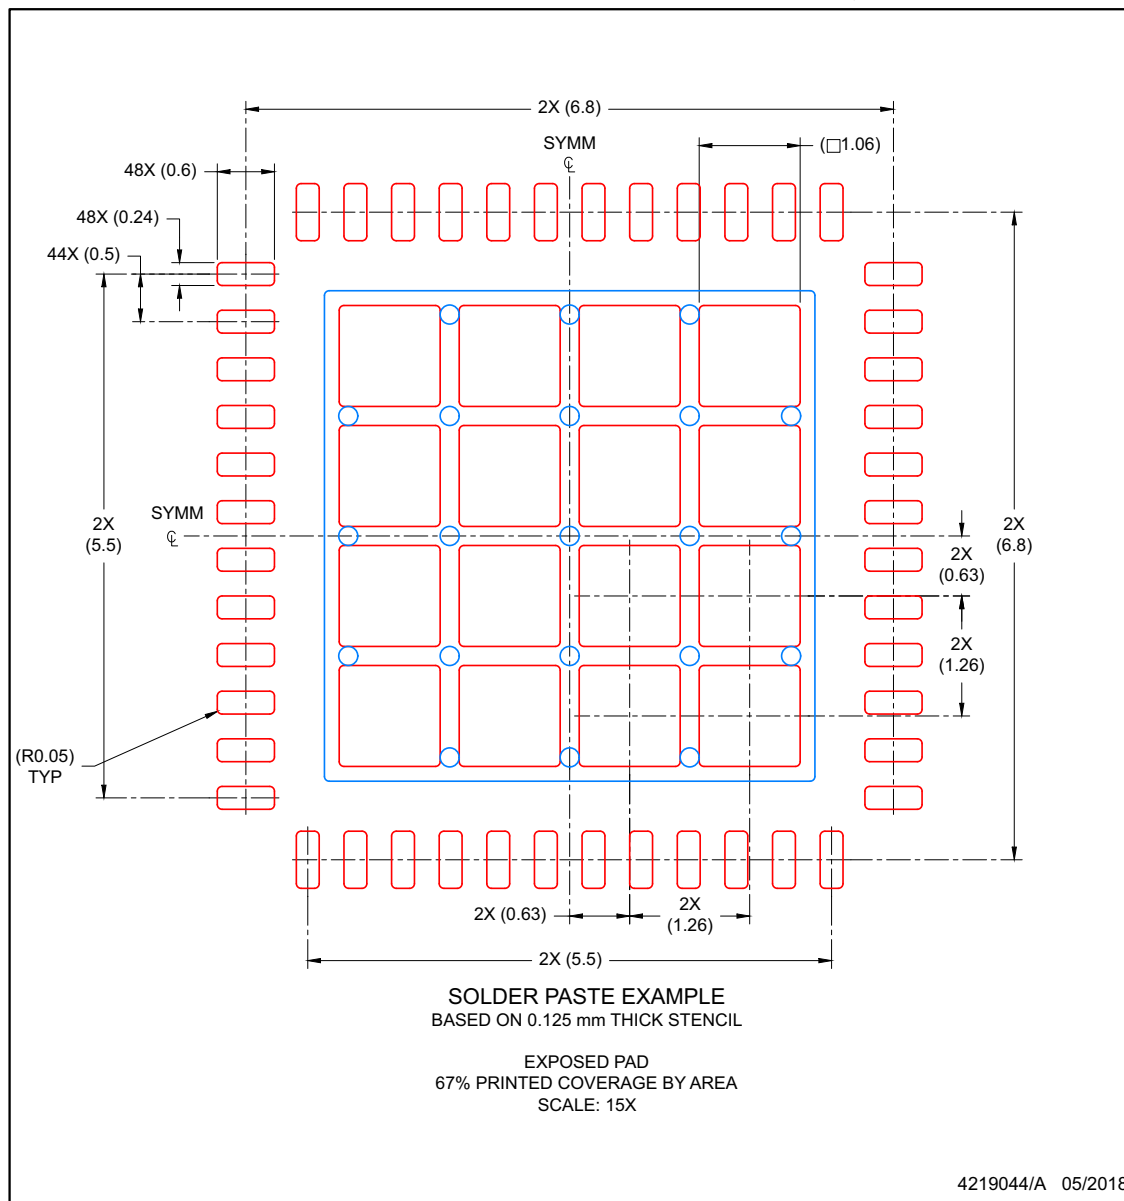 2X (6.8)
SYMM
℄
(□1.06)
48X (0.6)
48X (0.24)
44X (0.5)
SYMM
℄
2X
(5.5)
2X
(6.8)
2X
(0.63)
2X
(1.26)
(R0.05)
TYP
2X (0.63)
2X
(1.26)
2X (5.5)
SOLDER PASTE EXAMPLE
BASED ON 0.125 mm THICK STENCIL
EXPOSED PAD
67% PRINTED COVERAGE BY AREA
SCALE: 15X
4219044/A 05/2018